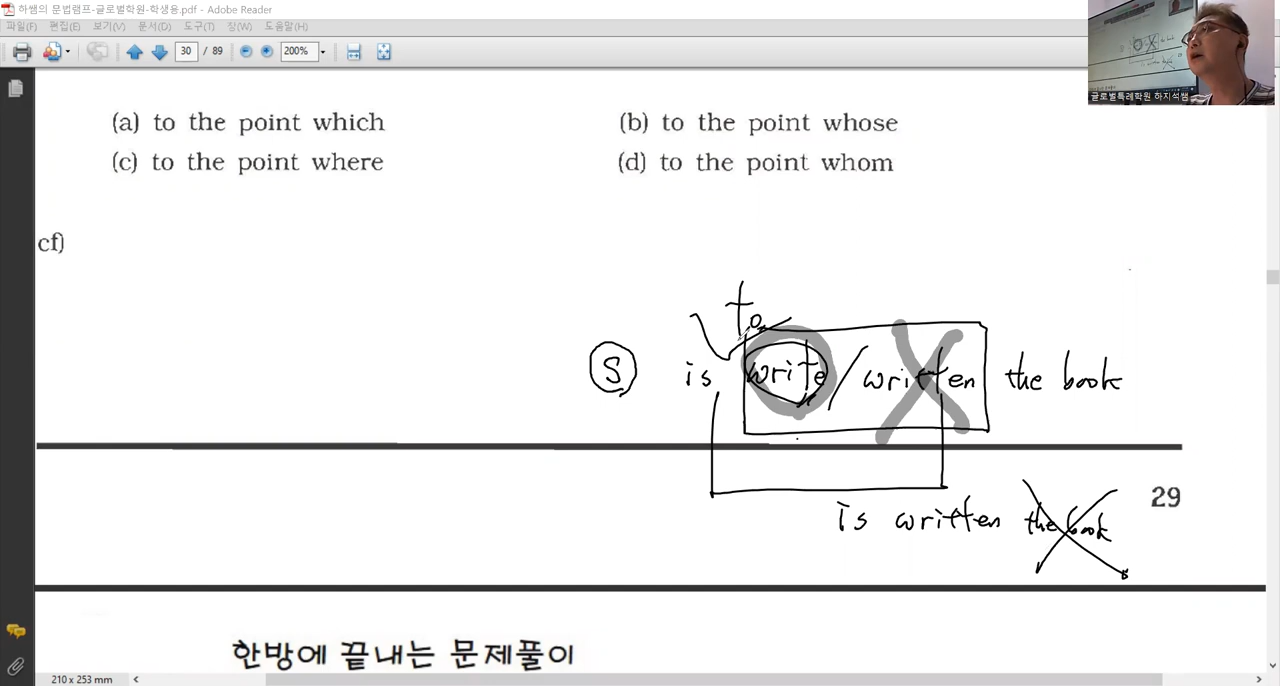 하쌤의 문법램프-글로벌학원-학생용.pdf - Adobe Reader
파일(F) 편집(E) 보기(V) 문서(D) 도구(T) 창(W) 도움말(H)
30 / 89 200%
글로벌특례학원 하지석쌤
(a) to the point which (b) to the point whose
(c) to the point where (d) to the point whom
cf)
to
S is write / written the book
29
is written the book
한방에 끝내는 문제풀이
210 x 253 mm